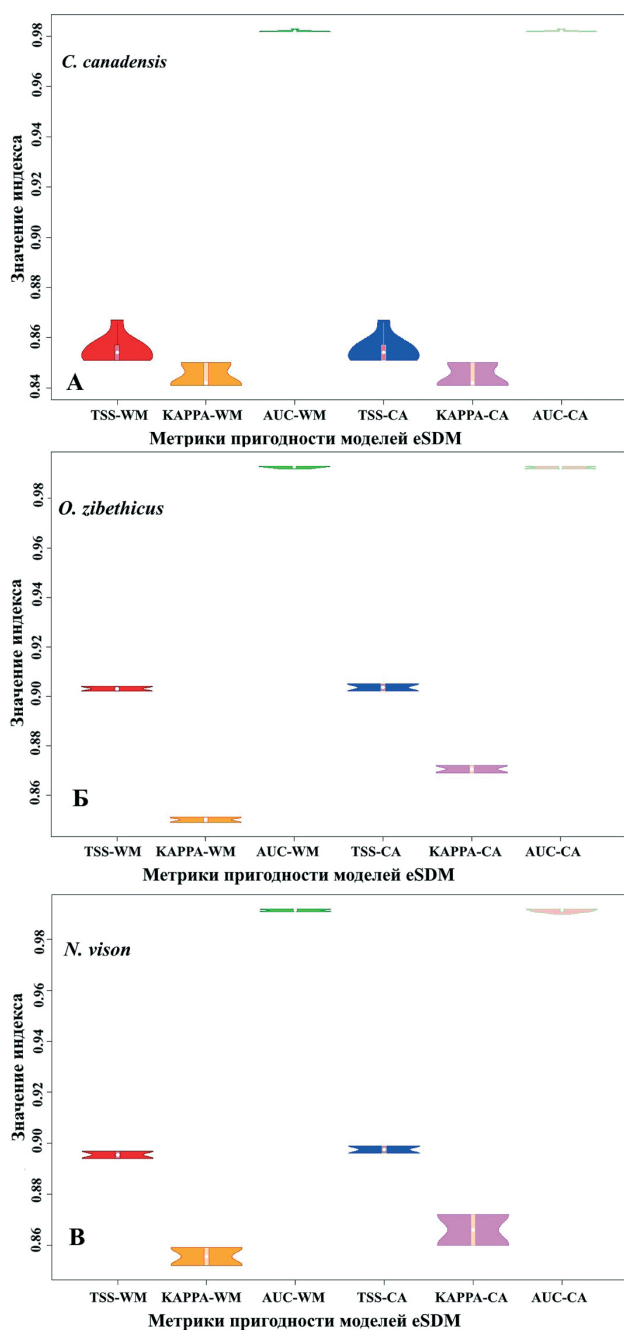 C. canadensis
Значение индекса
0.98
0.96
0.94
0.92
0.90
0.88
0.86
0.84
А
TSS-WM KAPPA-WM AUC-WM TSS-CA KAPPA-CA AUC-CA
Метрики пригодности моделей eSDM
O. zibethicus
Значение индекса
0.98
0.96
0.94
0.92
0.90
0.88
0.86
Б
TSS-WM KAPPA-WM AUC-WM TSS-CA KAPPA-CA AUC-CA
Метрики пригодности моделей eSDM
N. vison
Значение индекса
0.98
0.96
0.94
0.92
0.90
0.88
0.86
В
TSS-WM KAPPA-WM AUC-WM TSS-CA KAPPA-CA AUC-CA
Метрики пригодности моделей eSDM